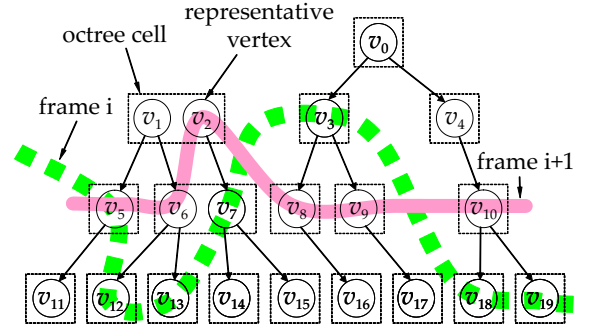 representative
vertex
octree cell
v0
frame i
v1 v2 v3 v4
frame i+1
v5 v6 v7 v8 v9 v10
v11 v12 v13 v14 v15 v16 v17 v18 v19